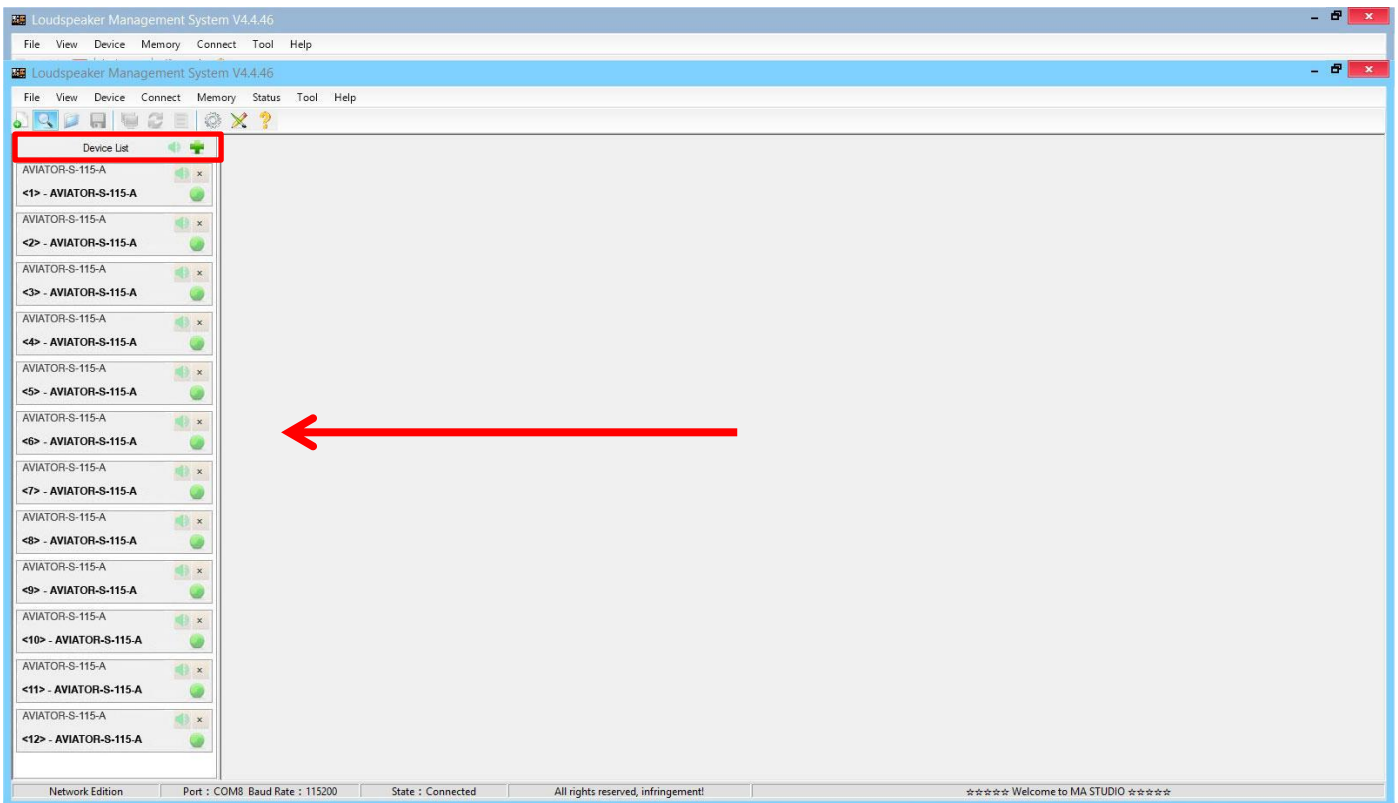 Loudspeaker Management System V4.4.46
File View Device Memory Connect Tool Help
Loudspeaker Management System V4.4.46
File View Device Connect Memory Status Tool Help
Device List
AVIATOR-S-115-A
<1> - AVIATOR-S-115-A
AVIATOR-S-115-A
<2> - AVIATOR-S-115-A
AVIATOR-S-115-A
<3> - AVIATOR-S-115-A
AVIATOR-S-115-A
<4> - AVIATOR-S-115-A
AVIATOR-S-115-A
<5> - AVIATOR-S-115-A
AVIATOR-S-115-A
<6> - AVIATOR-S-115-A
AVIATOR-S-115-A
<7> - AVIATOR-S-115-A
AVIATOR-S-115-A
<8> - AVIATOR-S-115-A
AVIATOR-S-115-A
<9> - AVIATOR-S-115-A
AVIATOR-S-115-A
<10> - AVIATOR-S-115-A
AVIATOR-S-115-A
<11> - AVIATOR-S-115-A
AVIATOR-S-115-A
<12> - AVIATOR-S-115-A
Network Edition Port : COM8 Baud Rate : 115200 State : Connected All rights reserved, infringement! ☆☆☆☆☆ Welcome to MA STUDIO ☆☆☆☆☆